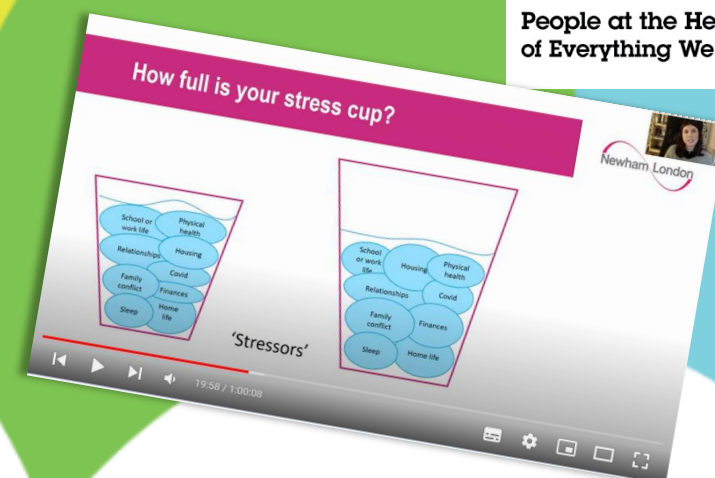 People at the He
of Everything We
How full is your stress cup?
Newham London
School or
work life
Physical
health
Relationships
Housing
Covid
Family
conflict
Finances
Sleep
Home
life
School
or work
life
Housing
Physical
health
Relationships
Covid
Family
conflict
Finances
Sleep
Home life
'Stressors'
19:58 / 1:00:08